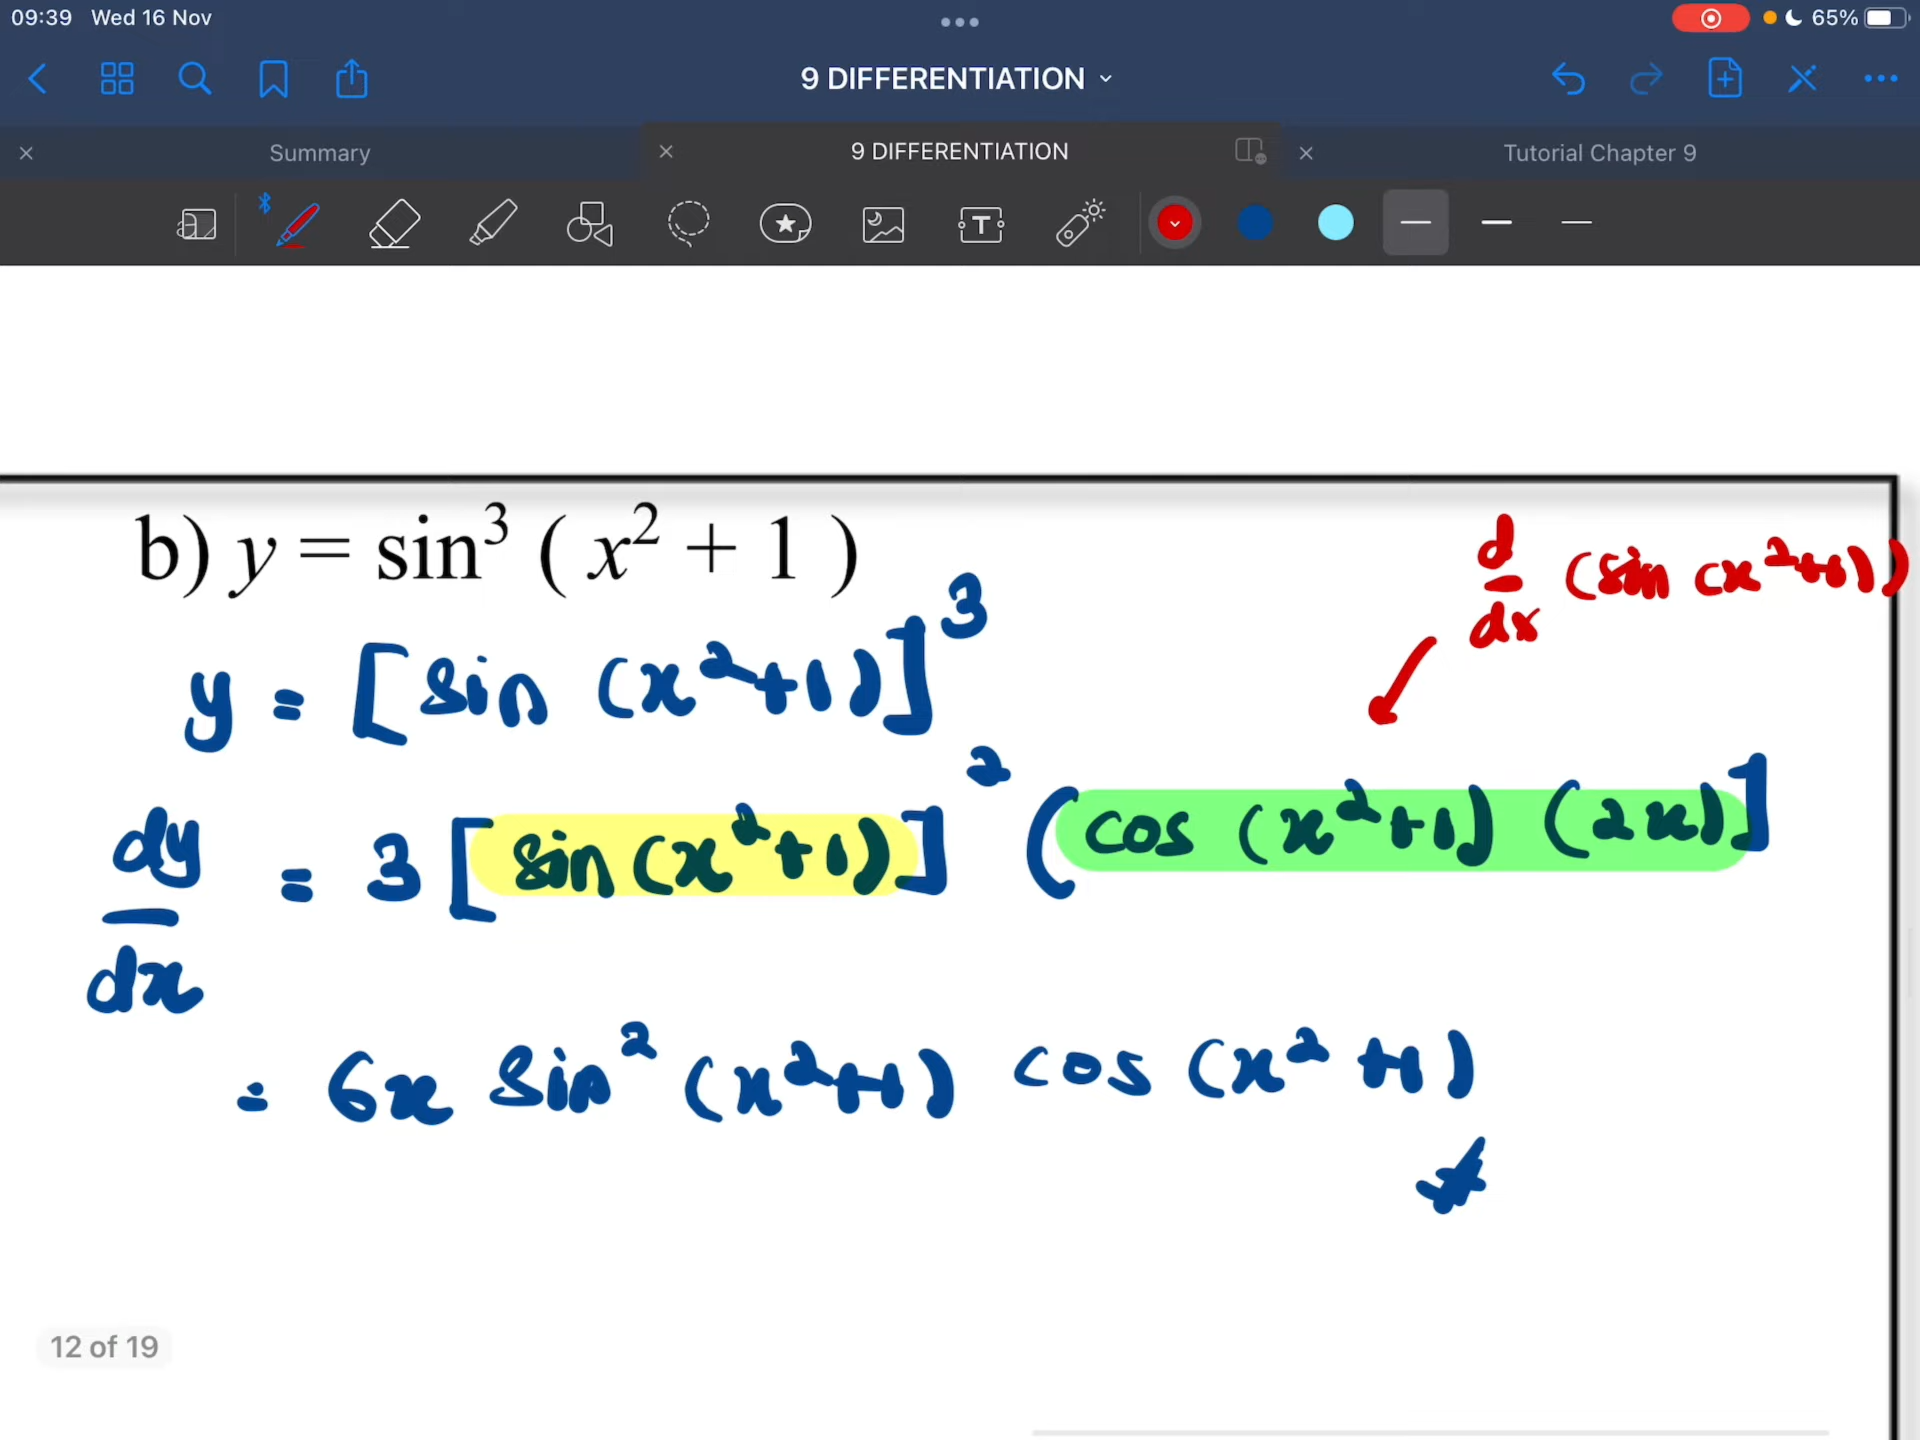 09:39 Wed 16 Nov 65%
9 DIFFERENTIATION
Summary 9 DIFFERENTIATION Tutorial Chapter 9
b) y = sin³ ( x² + 1 )
d/dx (sin (x²+1))
y = [sin (x²+1)]³
dy/dx = 3 [sin(x²+1)]² (cos (x²+1) (2x)]
= 6x sin² (x²+1) cos (x² +1)
12 of 19